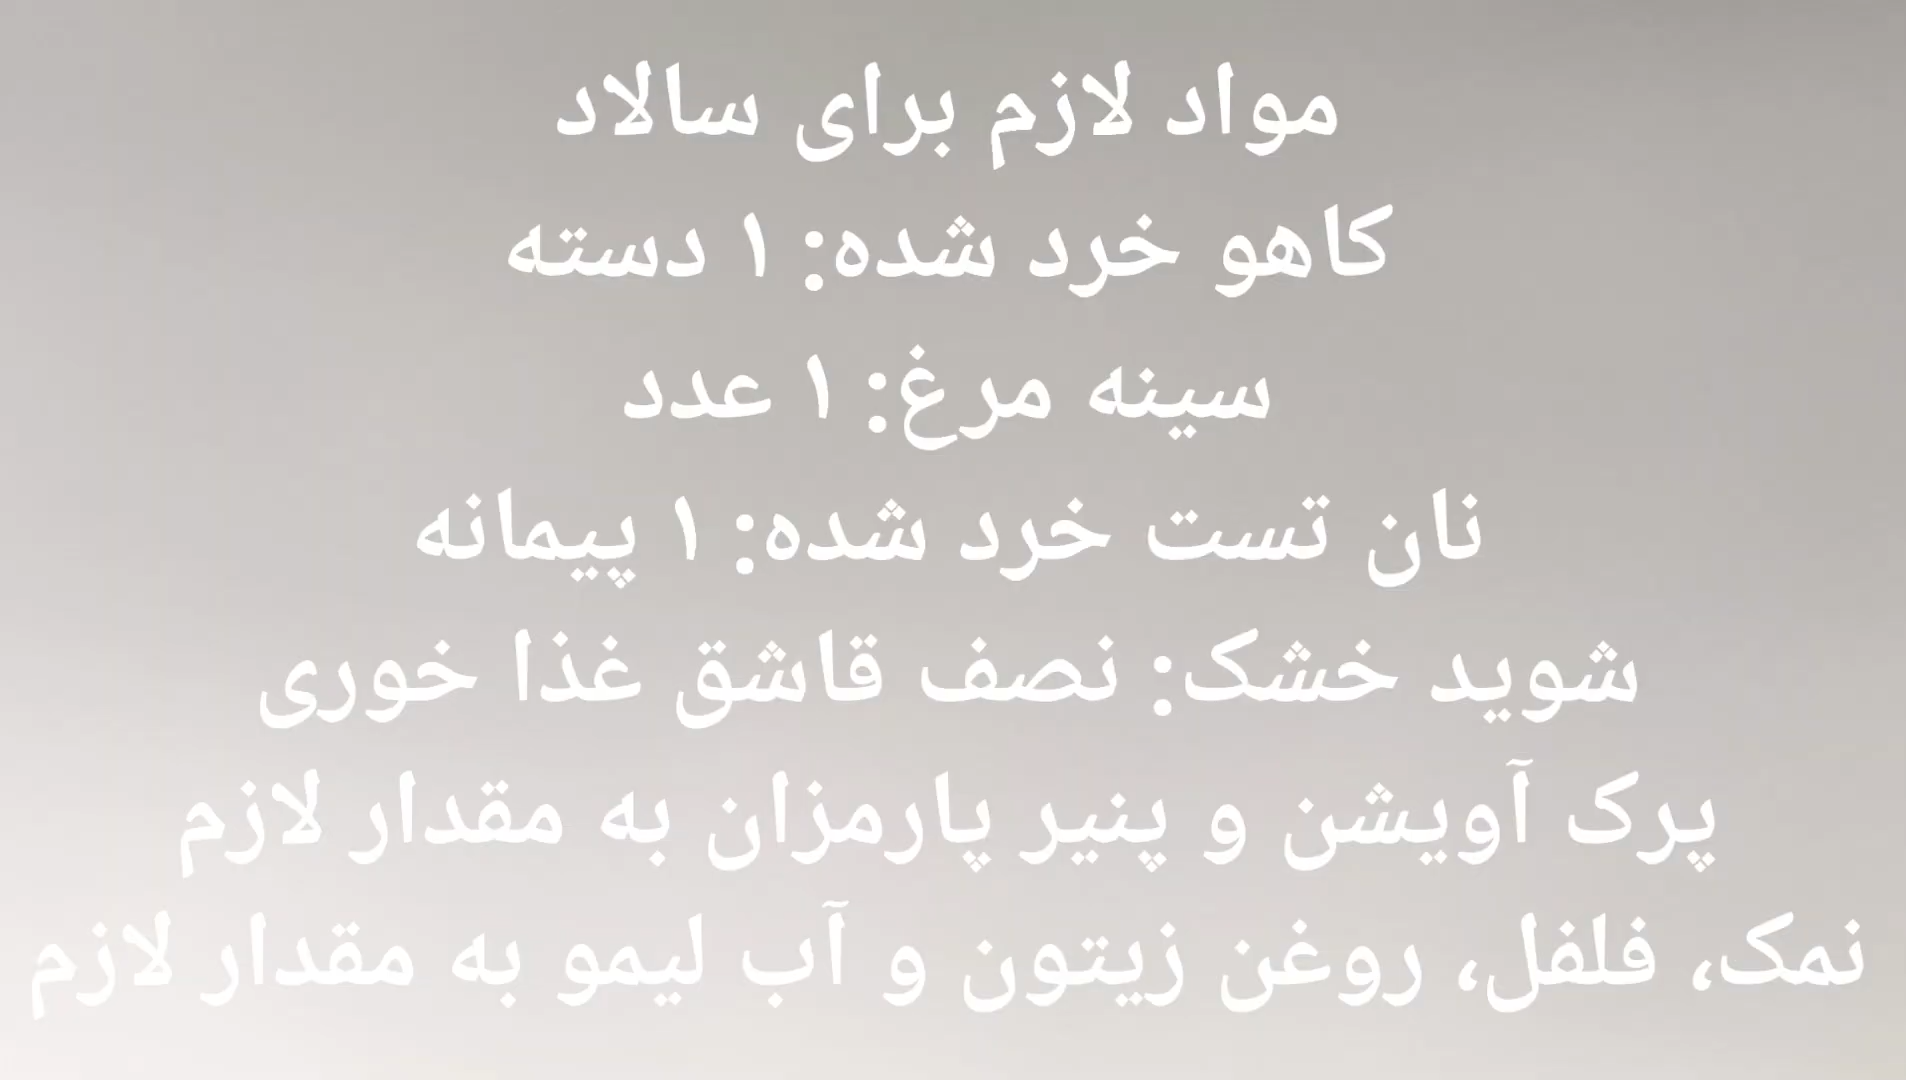 مواد لازم برای سالاد
کاهو خرد شده: ۱ دسته
سینه مرغ: ۱ عدد
نان تست خرد شده: ۱ پیمانه
شوید خشک: نصف قاشق غذا خوری
پرک آویشن و پنیر پارمزان به مقدار لازم
نمک، فلفل، روغن زیتون و آب لیمو به مقدار لازم